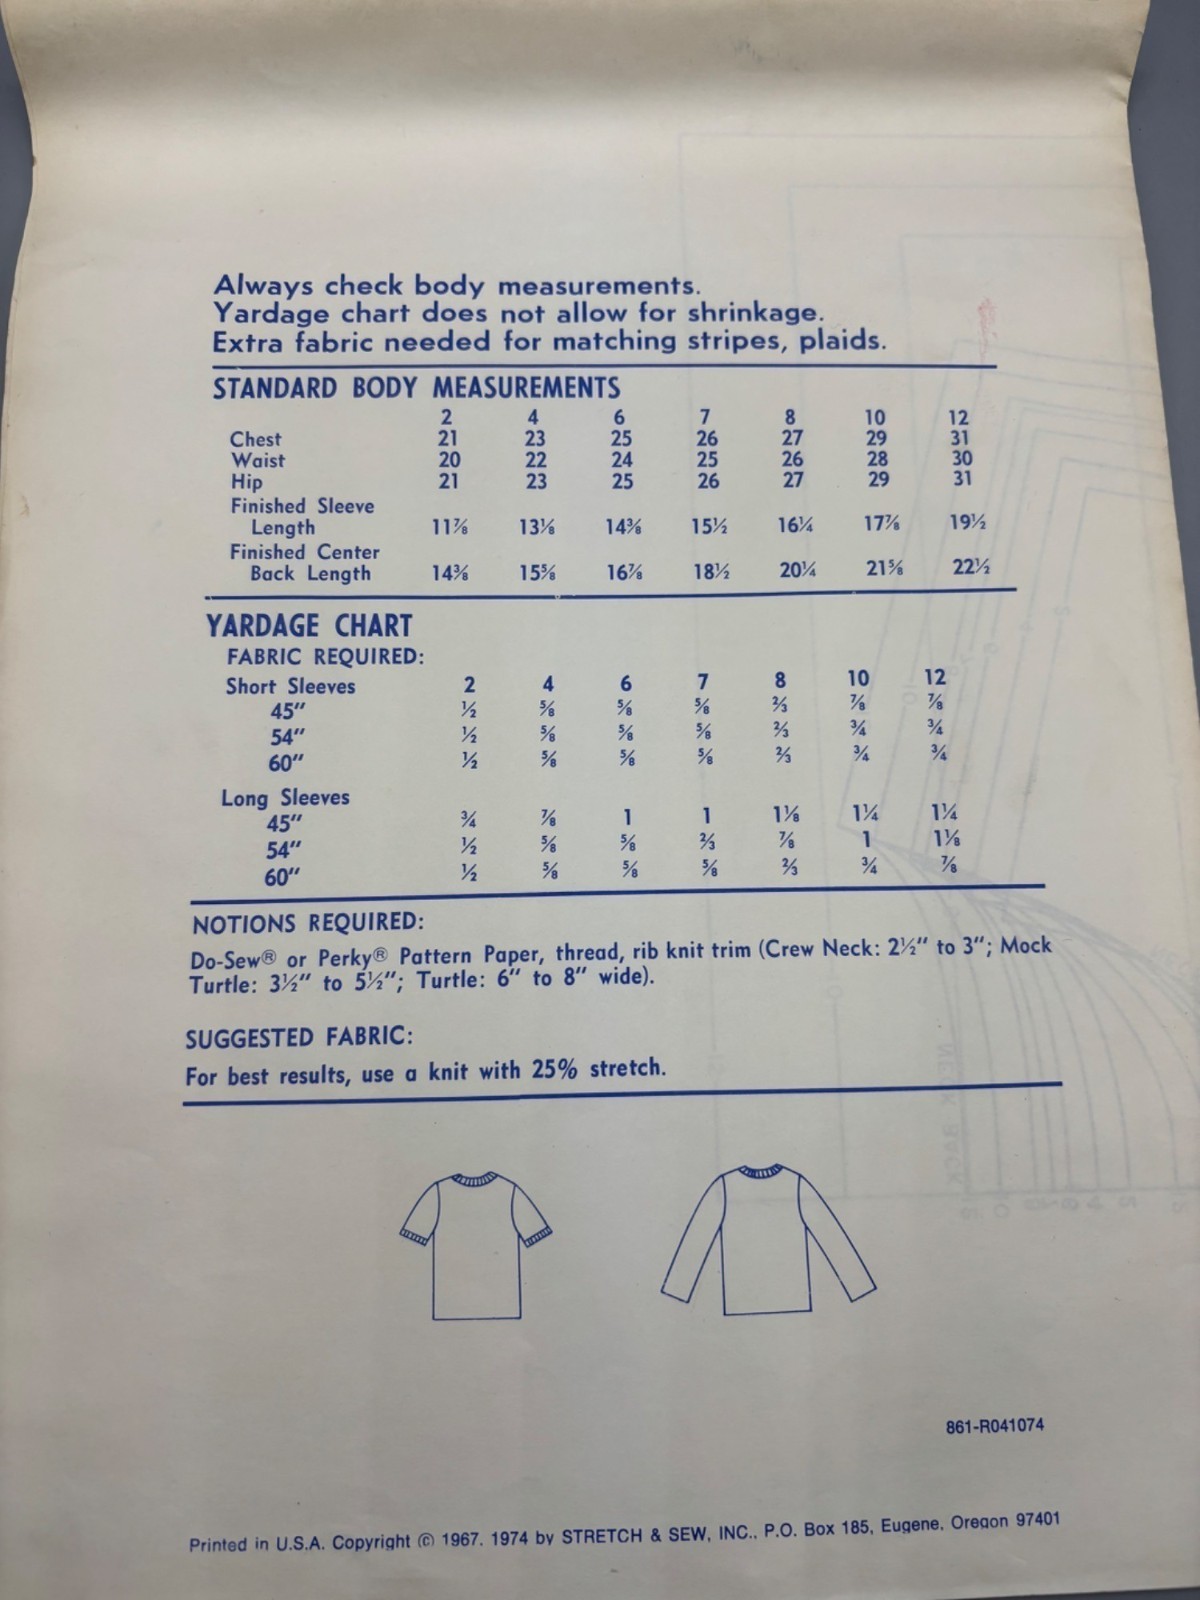 Always check body measurements.
Yardage chart does not allow for shrinkage.
Extra fabric needed for matching stripes, plaids.
STANDARD BODY MEASUREMENTS
2 4 6 7 8 10 12
Chest 21 23 25 26 27 29 31
Waist 20 22 24 25 26 28 30
Hip 21 23 25 26 27 29 31
Finished Sleeve
Length 11⅞ 13⅛ 14⅜ 15½ 16¼ 17⅞ 19½
Finished Center
Back Length 14⅜ 15⅝ 16⅞ 18½ 20¼ 21⅝ 22½
YARDAGE CHART
FABRIC REQUIRED:
Short Sleeves 2 4 6 7 8 10 12
45" ½ ⅝ ⅝ ⅝ ⅔ ⅞ ⅞
54" ½ ⅝ ⅝ ⅝ ⅔ ¾ ¾
60" ½ ⅝ ⅝ ⅝ ⅔ ¾ ¾
Long Sleeves
45" ¾ ⅞ 1 1 1⅛ 1¼ 1¼
54" ½ ⅝ ⅝ ⅔ ⅞ 1 1⅛
60" ½ ⅝ ⅝ ⅝ ⅔ ¾ ⅞
NOTIONS REQUIRED:
Do-Sew® or Perky® Pattern Paper, thread, rib knit trim (Crew Neck: 2½" to 3"; Mock
Turtle: 3½" to 5½"; Turtle: 6" to 8" wide).
SUGGESTED FABRIC:
For best results, use a knit with 25% stretch.
861-R041074
Printed in U.S.A. Copyright © 1967. 1974 by STRETCH & SEW, INC., P.O. Box 185, Eugene, Oregon 97401